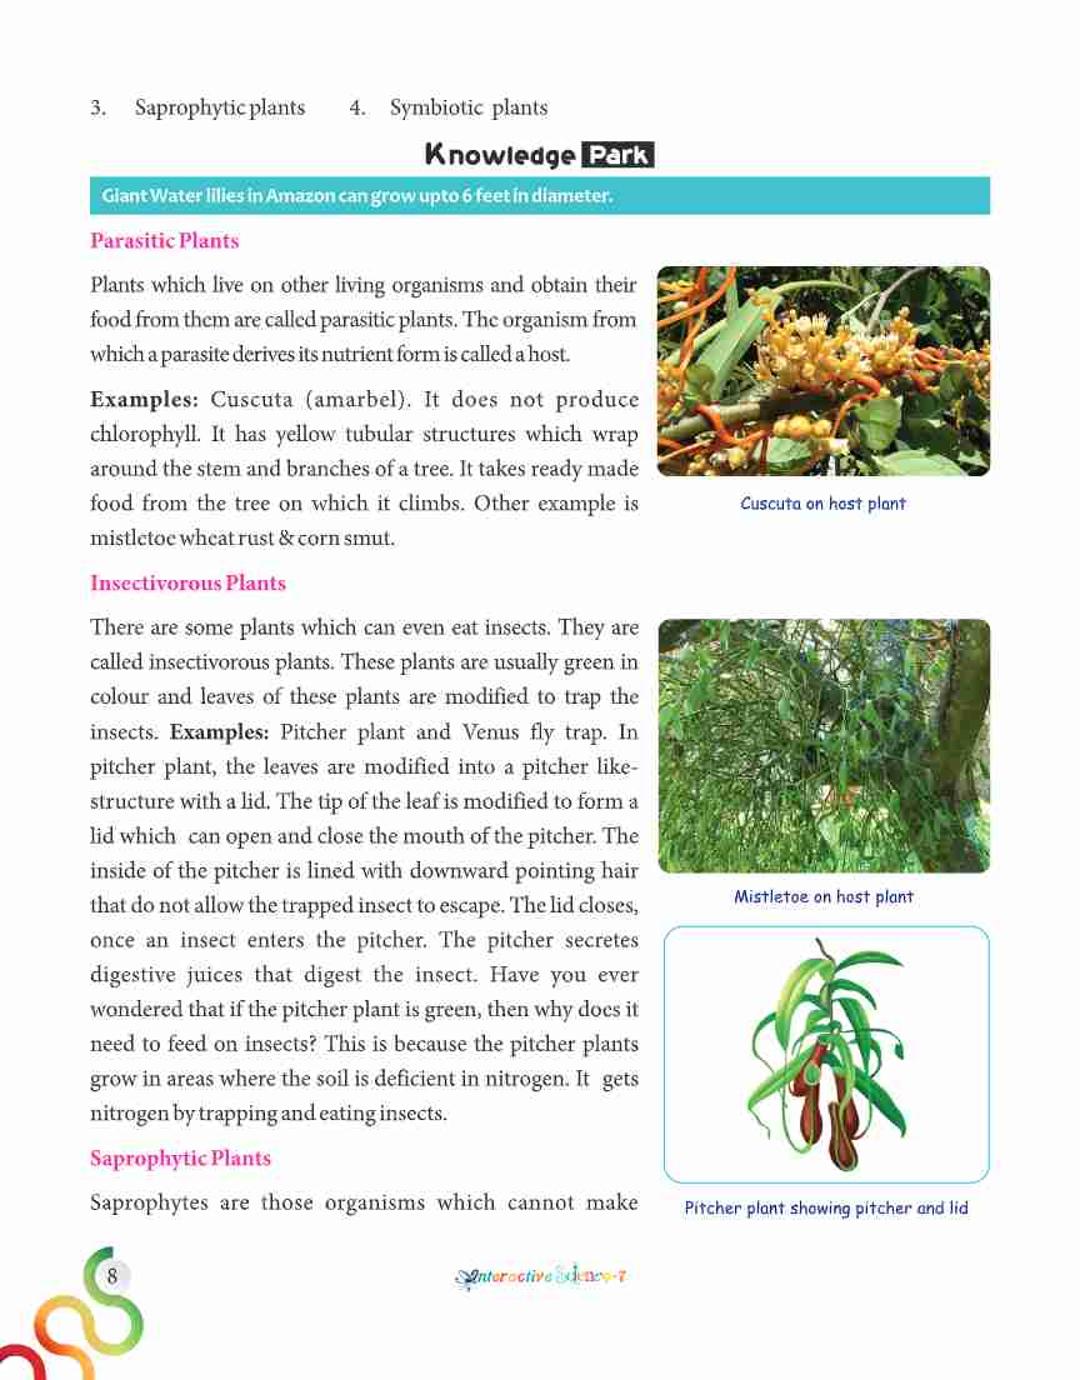 3. Saprophytic plants 4. Symbiotic plants
Knowledge Park
Giant Water lilies in Amazon can grow upto 6 feet in diameter.
Parasitic Plants
Plants which live on other living organisms and obtain their
food from them are called parasitic plants. The organism from
which a parasite derives its nutrient form is called a host.
Examples: Cuscuta (amarbel). It does not produce
chlorophyll. It has yellow tubular structures which wrap
around the stem and branches of a tree. It takes ready made
food from the tree on which it climbs. Other example is
mistletoe wheat rust & corn smut.
Cuscuta on host plant
Insectivorous Plants
There are some plants which can even eat insects. They are
called insectivorous plants. These plants are usually green in
colour and leaves of these plants are modified to trap the
insects. Examples: Pitcher plant and Venus fly trap. In
pitcher plant, the leaves are modified into a pitcher like-
structure with a lid. The tip of the leaf is modified to form a
lid which can open and close the mouth of the pitcher. The
inside of the pitcher is lined with downward pointing hair
that do not allow the trapped insect to escape. The lid closes,
once an insect enters the pitcher. The pitcher secretes
digestive juices that digest the insect. Have you ever
wondered that if the pitcher plant is green, then why does it
need to feed on insects? This is because the pitcher plants
grow in areas where the soil is deficient in nitrogen. It gets
nitrogen by trapping and eating insects.
Mistletoe on host plant
Pitcher plant showing pitcher and lid
Saprophytic Plants
Saprophytes are those organisms which cannot make
8
Interactive Science-7